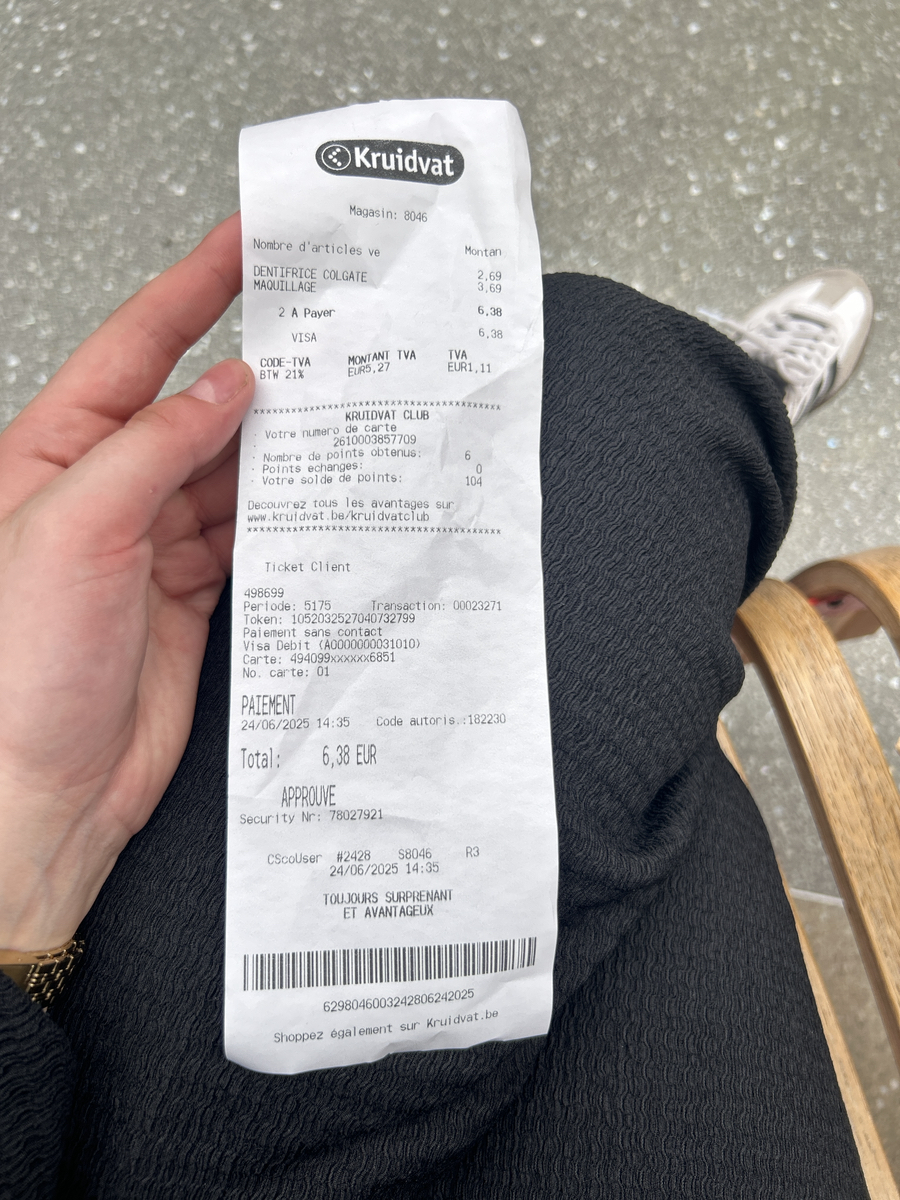 Kruidvat
Magasin: 8046
Nombre d'articles ve Montan
DENTIFRICE COLGATE 2,69
MAQUILLAGE 3,69
2 A Payer 6,38
VISA 6,38
CODE-TVA MONTANT TVA TVA
BTW 21% EUR5,27 EUR1,11
*****************************************
KRUIDVAT CLUB
· Votre numero de carte
· 2610003857709
· Nombre de points obtenus: 6
· Points echanges: 0
· Votre solde de points: 104
Decouvrez tous les avantages sur
www.kruidvat.be/kruidvatclub
*****************************************
Ticket Client
498699
Periode: 5175 Transaction: 00023271
Token: 1052032527040732799
Paiement sans contact
Visa Debit (A0000000031010)
Carte: 494099xxxxxx6851
No. carte: 01
PAIEMENT
24/06/2025 14:35 Code autoris.:182230
Total: 6,38 EUR
APPROUVE
Security Nr: 78027921
CScoUser #2428 S8046 R3
24/06/2025 14:35
TOUJOURS SURPRENANT
ET AVANTAGEUX
6298046003242806242025
Shoppez également sur Kruidvat.be